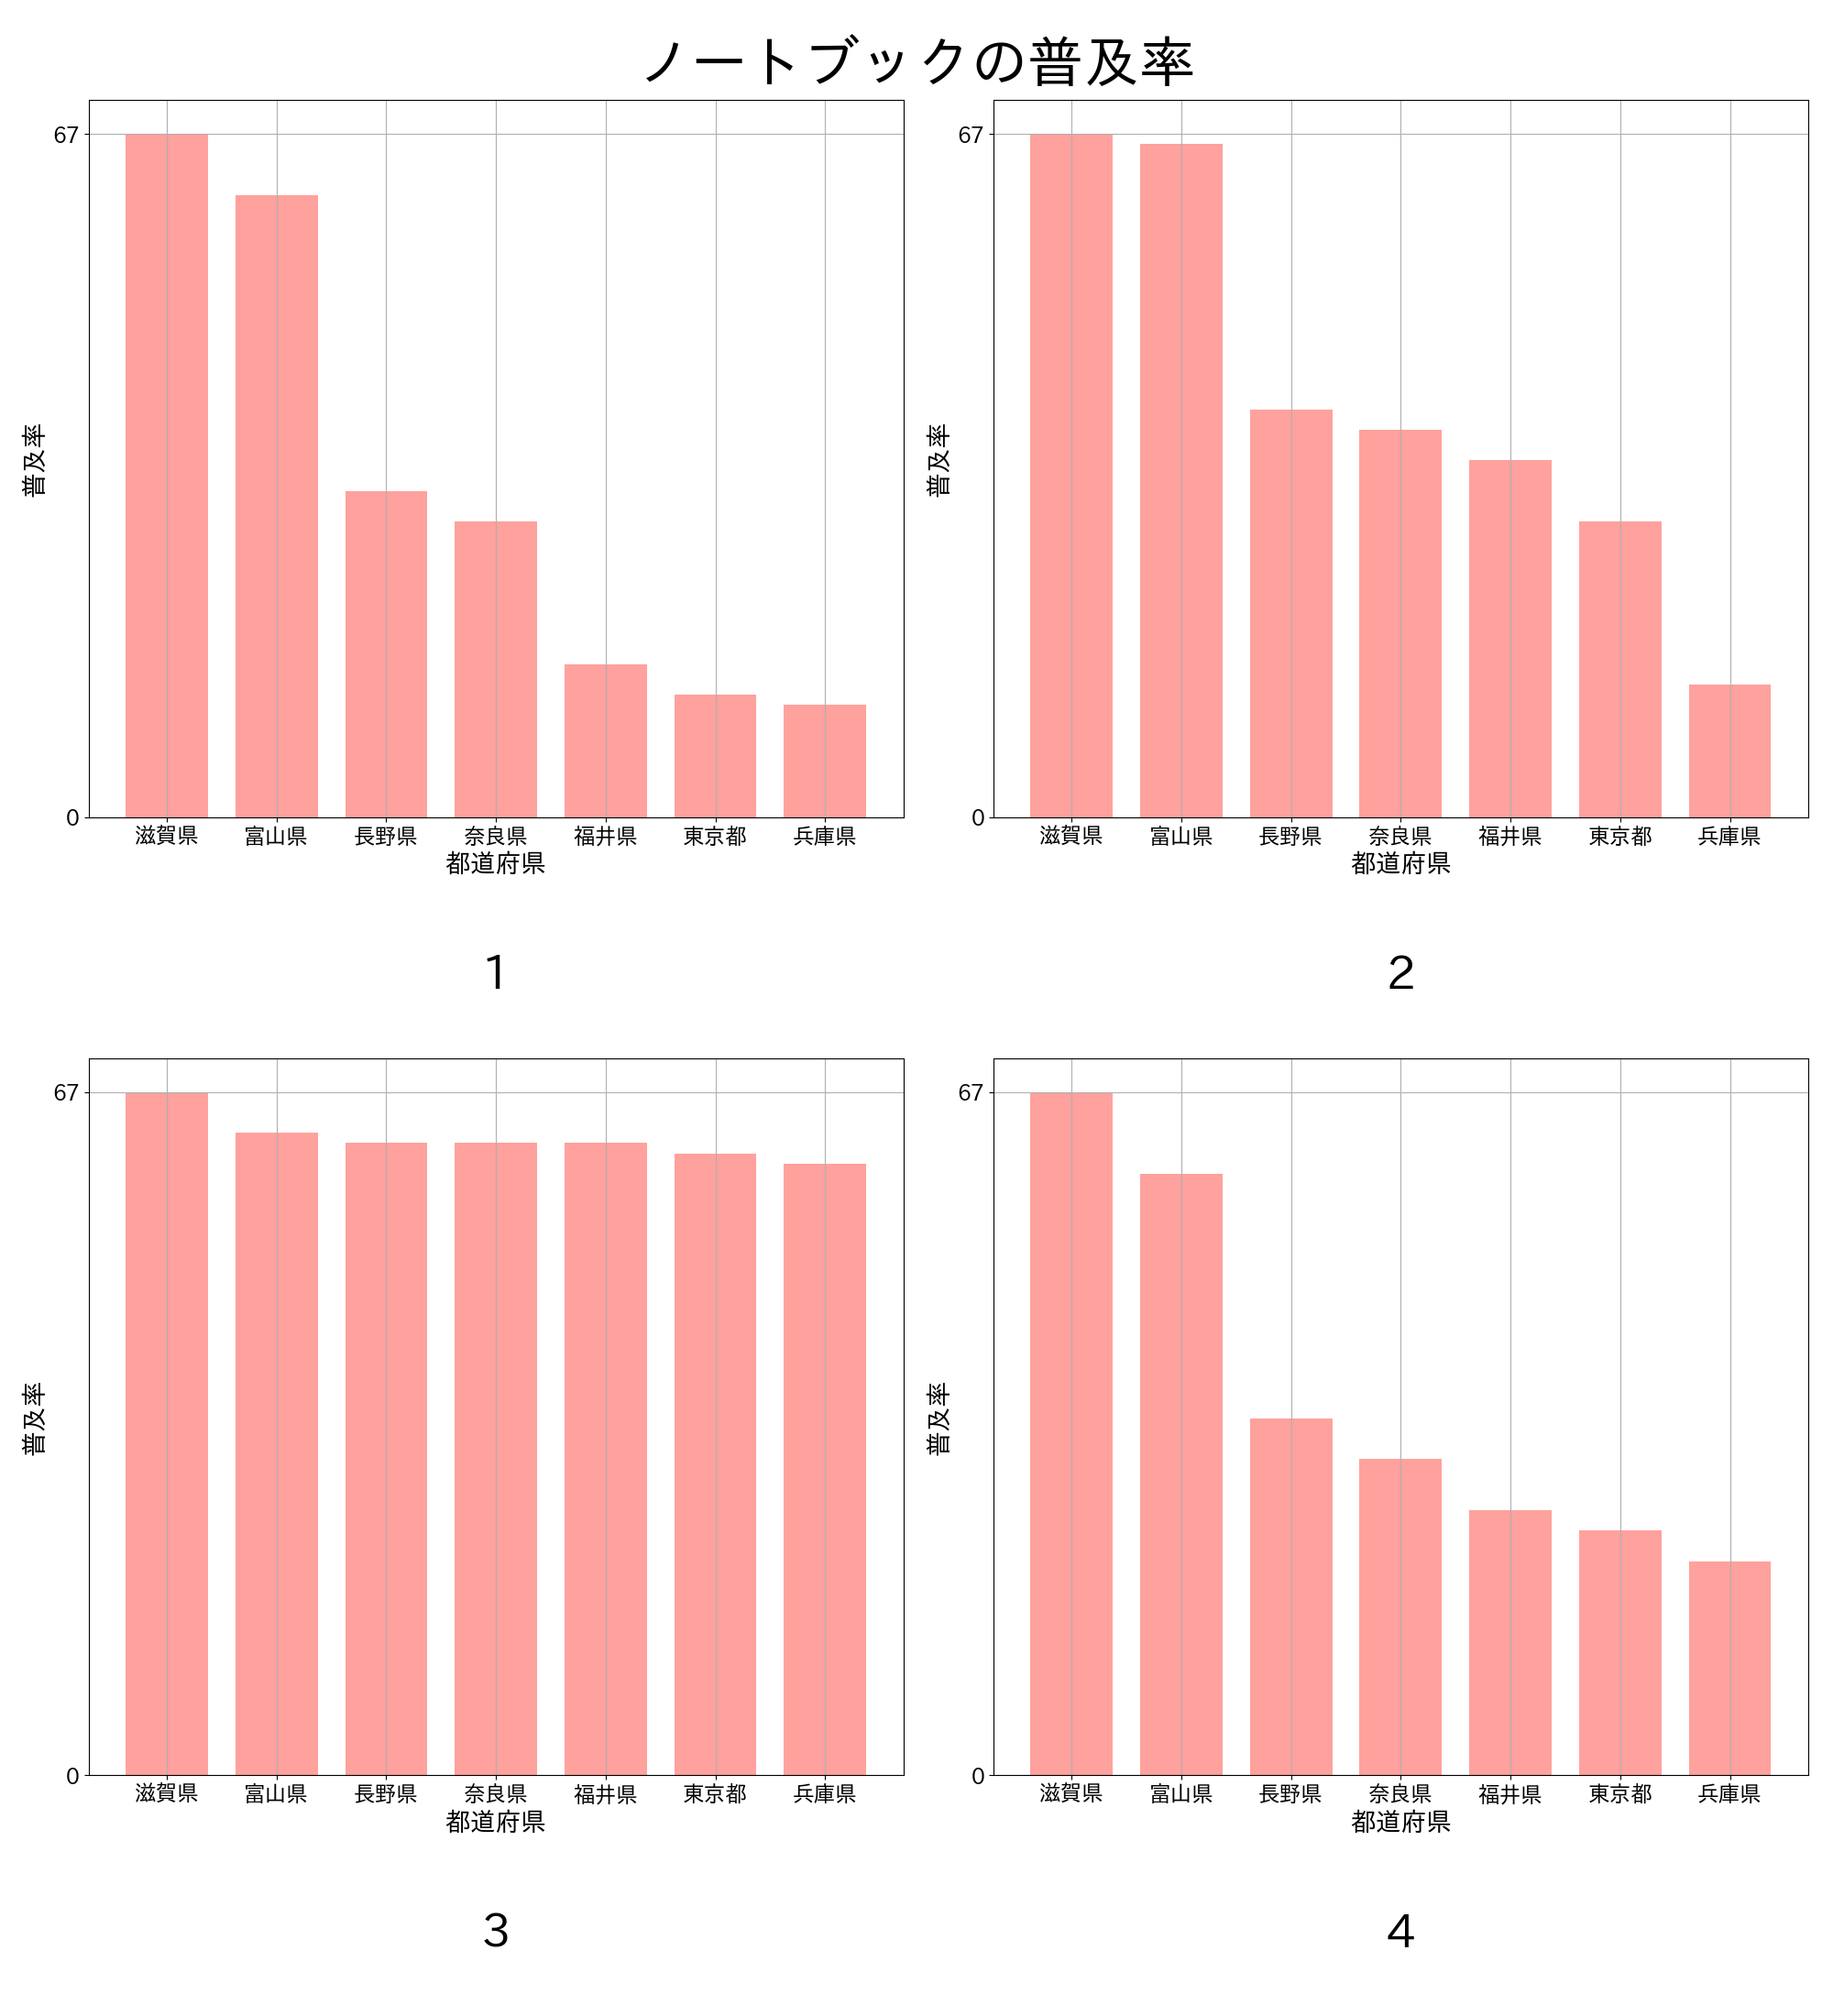 ノートブックの普及率
67
0
普及率
滋賀県 富山県 長野県 奈良県 福井県 東京都 兵庫県
都道府県
1
67
0
普及率
滋賀県 富山県 長野県 奈良県 福井県 東京都 兵庫県
都道府県
2
67
0
普及率
滋賀県 富山県 長野県 奈良県 福井県 東京都 兵庫県
都道府県
3
67
0
普及率
滋賀県 富山県 長野県 奈良県 福井県 東京都 兵庫県
都道府県
4